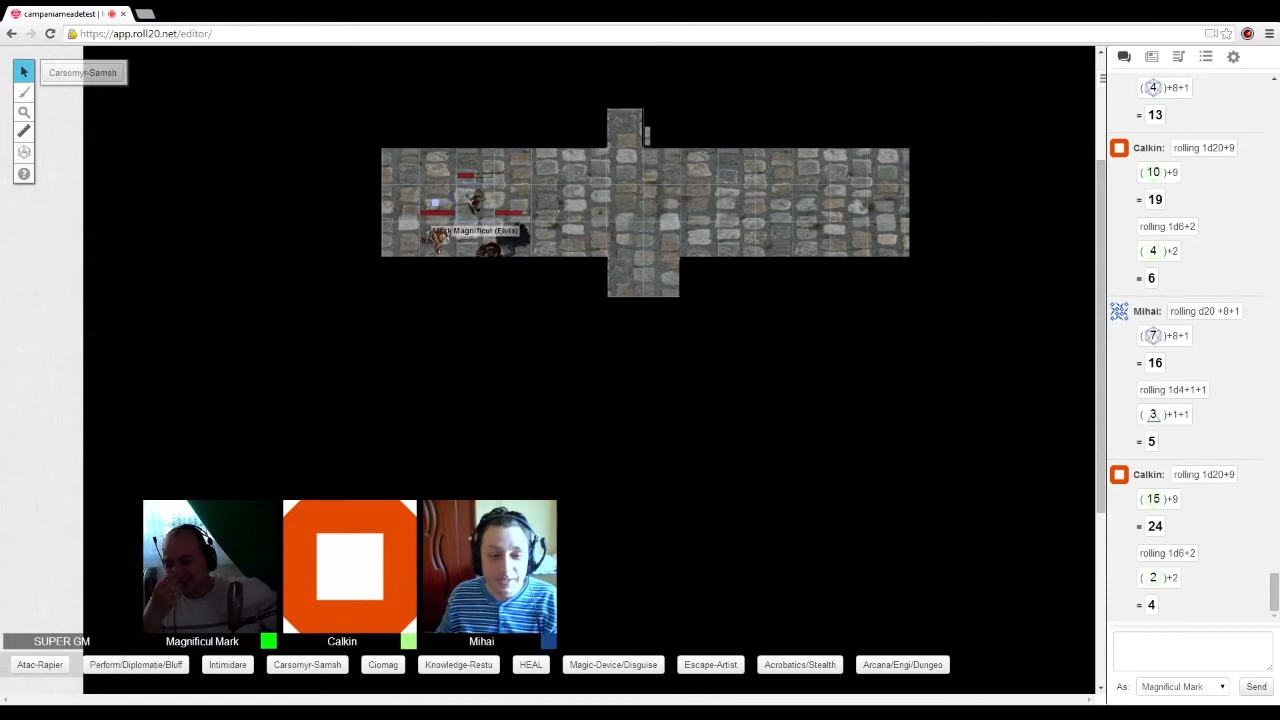 campaniameadetest |
https://app.roll20.net/editor/
Carsomyr-Samsh
(4)+8+1
= 13
Calkin: rolling 1d20+9
(10)+9
= 19
rolling 1d6+2
(4)+2
= 6
Mihai: rolling d20 +8+1
(7)+8+1
= 16
rolling 1d4+1+1
(3)+1+1
= 5
Calkin: rolling 1d20+9
(15)+9
= 24
rolling 1d6+2
(2)+2
= 4
Magnificul (Elvis)
SUPER GM
Magnificul Mark
Calkin
Mihai
Atac-Rapier
Perform/Diplomatie/Bluff
Intimidare
Carsomyr-Samsh
Ciomag
Knowledge-Restu
HEAL
Magic-Device/Disguise
Escape-Artist
Acrobatics/Stealth
Arcana/Engi/Dungeo
As: Magnificul Mark
Send